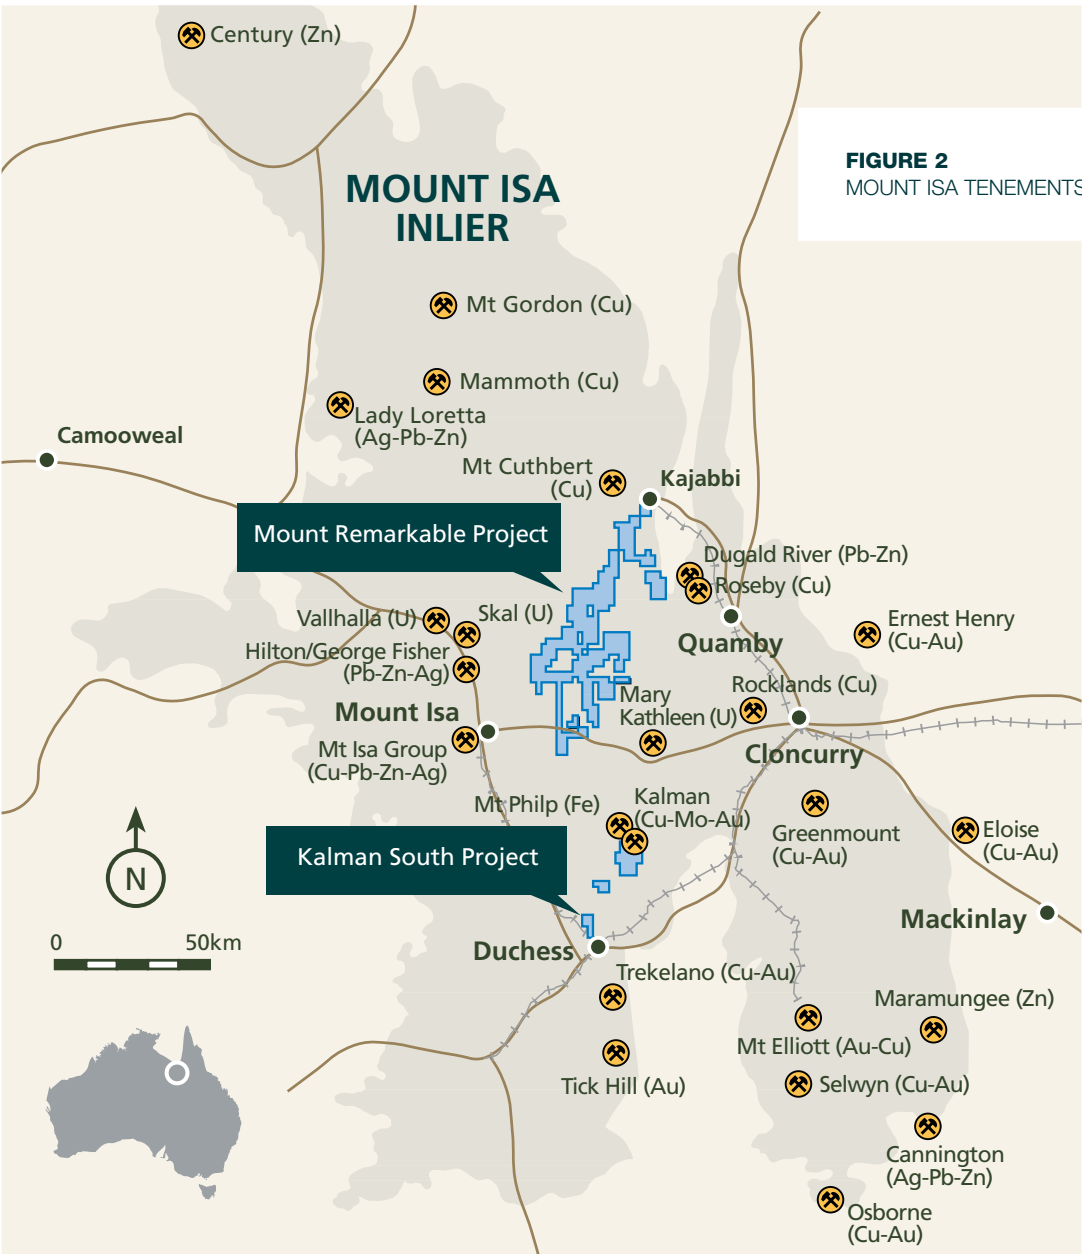 Century (Zn)
FIGURE 2
MOUNT ISA TENEMENTS
MOUNT ISA
INLIER
Mt Gordon (Cu)
Mammoth (Cu)
Lady Loretta
(Ag-Pb-Zn)
Camooweal
Mt Cuthbert
(Cu)
Kajabbi
Mount Remarkable Project
Dugald River (Pb-Zn)
Roseby (Cu)
Vallhalla (U)
Skal (U)
Ernest Henry
(Cu-Au)
Quamby
Hilton/George Fisher
(Pb-Zn-Ag)
Rocklands (Cu)
Mary
Kathleen (U)
Mount Isa
Mt Isa Group
(Cu-Pb-Zn-Ag)
Cloncurry
Mt Philp (Fe)
Kalman
(Cu-Mo-Au)
Greenmount
(Cu-Au)
Eloise
(Cu-Au)
Kalman South Project
N
Mackinlay
0 50km
Duchess
Trekelano (Cu-Au)
Maramungee (Zn)
Mt Elliott (Au-Cu)
Tick Hill (Au)
Selwyn (Cu-Au)
Cannington
(Ag-Pb-Zn)
Osborne
(Cu-Au)